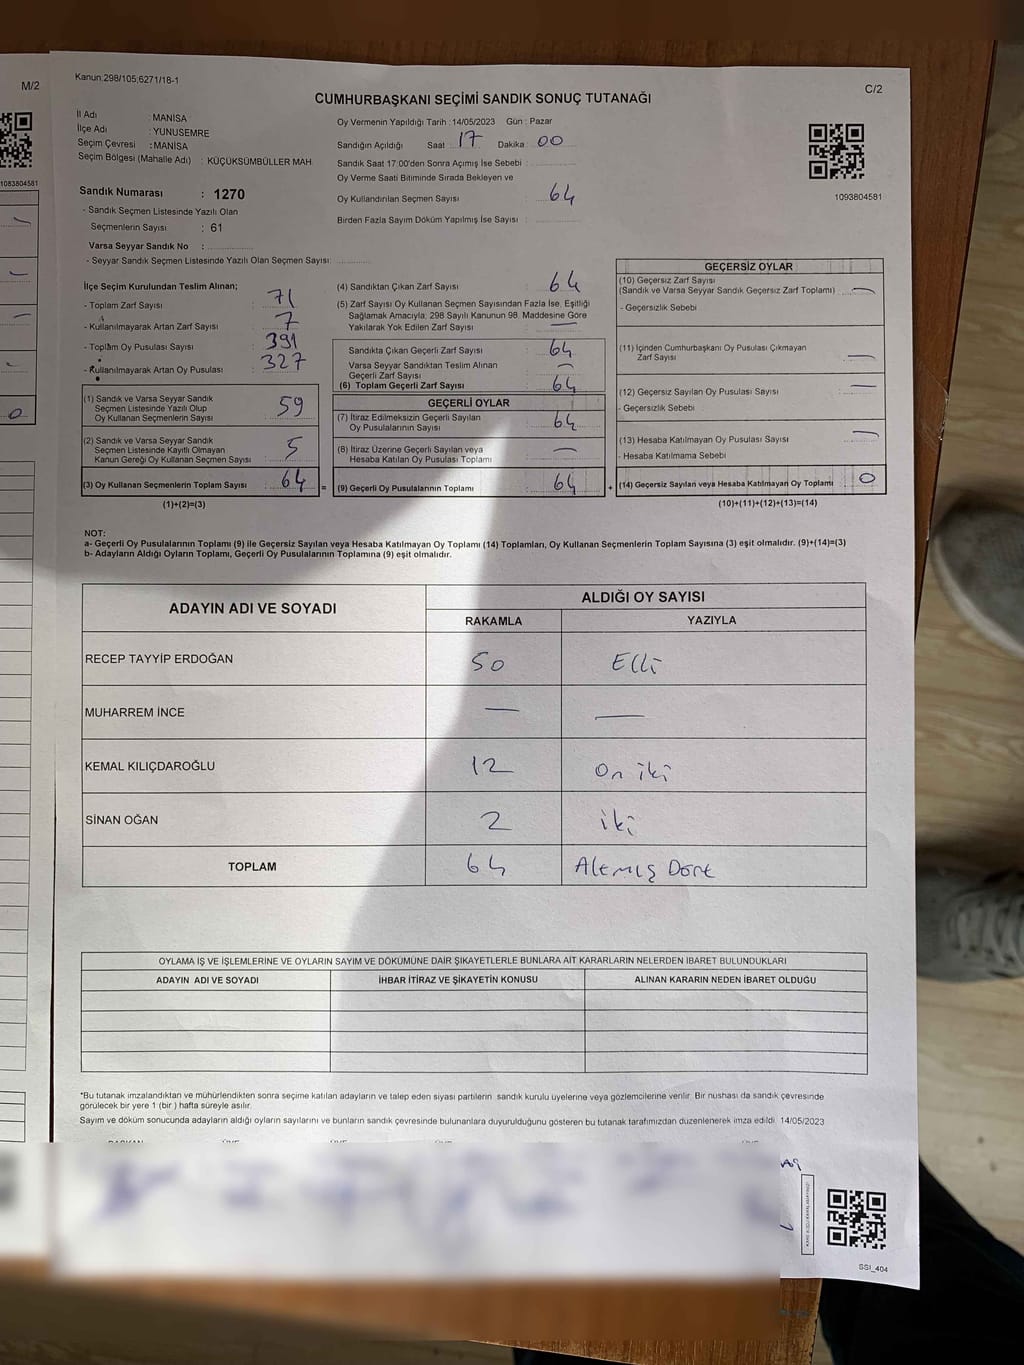 M/2
1083804581
0
Kanun:298/105,6271/18-1
C/2
CUMHURBAŞKANI SEÇİMİ SANDIK SONUÇ TUTANAĞI
İl Adı : MANİSA
İlçe Adı : YUNUSEMRE
Seçim Çevresi : MANİSA
Seçim Bölgesi (Mahalle Adı) : KÜÇÜKSÜMBÜLLER MAH
Sandık Numarası : 1270
- Sandık Seçmen Listesinde Yazılı Olan
Seçmenlerin Sayısı : 61
Varsa Seyyar Sandık No :
- Seyyar Sandık Seçmen Listesinde Yazılı Olan Seçmen Sayısı:
Oy Vermenin Yapıldığı Tarih : 14/05/2023 Gün : Pazar
Sandığın Açıldığı Saat 17 Dakika 00
Sandık Saat 17:00'den Sonra Açımış İse Sebebi :
Oy Verme Saati Bitiminde Sırada Bekleyen ve
Oy Kullandırılan Seçmen Sayısı : 64
Birden Fazla Sayım Döküm Yapılmış İse Sayısı :
1093804581
İlçe Seçim Kurulundan Teslim Alınan;
- Toplam Zarf Sayısı : 71
- Kullanılmayarak Artan Zarf Sayısı : 7
- Toplam Oy Pusulası Sayısı : 391
- Kullanılmayarak Artan Oy Pusulası : 327
(1) Sandık ve Varsa Seyyar Sandık
Seçmen Listesinde Yazılı Olup
Oy Kullanan Seçmenlerin Sayısı : 59
(2) Sandık ve Varsa Seyyar Sandık
Seçmen Listesinde Kayıtlı Olmayan
Kanun Gereği Oy Kullanan Seçmen Sayısı : 5
(3) Oy Kullanan Seçmenlerin Toplam Sayısı : 64 =
(1)+(2)=(3)
(4) Sandıktan Çıkan Zarf Sayısı : 64
(5) Zarf Sayısı Oy Kullanan Seçmen Sayısından Fazla İse, Eşitliği
Sağlamak Amacıyla; 298 Sayılı Kanunun 98. Maddesine Göre
Yakılarak Yok Edilen Zarf Sayısı : —
Sandıkta Çıkan Geçerli Zarf Sayısı : 64
Varsa Seyyar Sandıktan Teslim Alınan
Geçerli Zarf Sayısı : —
(6) Toplam Geçerli Zarf Sayısı : 64
GEÇERLİ OYLAR
(7) İtiraz Edilmeksizin Geçerli Sayılan
Oy Pusulalarının Sayısı : 64
(8) İtiraz Üzerine Geçerli Sayılan veya
Hesaba Katılan Oy Pusulası Toplamı : —
(9) Geçerli Oy Pusulalarının Toplamı : 64 +
GEÇERSİZ OYLAR
(10) Geçersiz Zarf Sayısı
(Sandık ve Varsa Seyyar Sandık Geçersiz Zarf Toplamı) : —
- Geçersizlik Sebebi
(11) İçinden Cumhurbaşkanı Oy Pusulası Çıkmayan
Zarf Sayısı : —
(12) Geçersiz Sayılan Oy Pusulası Sayısı : —
- Geçersizlik Sebebi
(13) Hesaba Katılmayan Oy Pusulası Sayısı : —
- Hesaba Katılmama Sebebi
(14) Geçersiz Sayılan veya Hesaba Katılmayan Oy Toplamı : 0
(10)+(11)+(12)+(13)=(14)
NOT:
a- Geçerli Oy Pusulalarının Toplamı (9) ile Geçersiz Sayılan veya Hesaba Katılmayan Oy Toplamı (14) Toplamları, Oy Kullanan Seçmenlerin Toplam Sayısına (3) eşit olmalıdır. (9)+(14)=(3)
b- Adayların Aldığı Oyların Toplamı, Geçerli Oy Pusulalarının Toplamına (9) eşit olmalıdır.
ADAYIN ADI VE SOYADI
ALDIĞI OY SAYISI
RAKAMLA YAZIYLA
RECEP TAYYİP ERDOĞAN 50 Elli
MUHARREM İNCE — —
KEMAL KILIÇDAROĞLU 12 On iki
SİNAN OĞAN 2 iki
TOPLAM 64 Altmış Dört
OYLAMA İŞ VE İŞLEMLERİNE VE OYLARIN SAYIM VE DÖKÜMÜNE DAİR ŞİKAYETLERLE BUNLARA AİT KARARLARIN NELERDEN İBARET BULUNDUKLARI
ADAYIN ADI VE SOYADI İHBAR İTİRAZ VE ŞİKAYETİN KONUSU ALINAN KARARIN NEDEN İBARET OLDUĞU
*Bu tutanak imzalandıktan ve mühürlendikten sonra seçime katılan adayların ve talep eden siyasi partilerin sandık kurulu üyelerine veya gözlemcilerine verilir. Bir nüshası da sandık çevresinde
görülecek bir yere 1 (bir ) hafta süreyle asılır.
Sayım ve döküm sonucunda adayların aldığı oyların sayılarını ve bunların sandık çevresinde bulunanlara duyurulduğunu gösteren bu tutanak tarafımızdan düzenlenerek imza edildi. 14/05/2023
SSİ_404